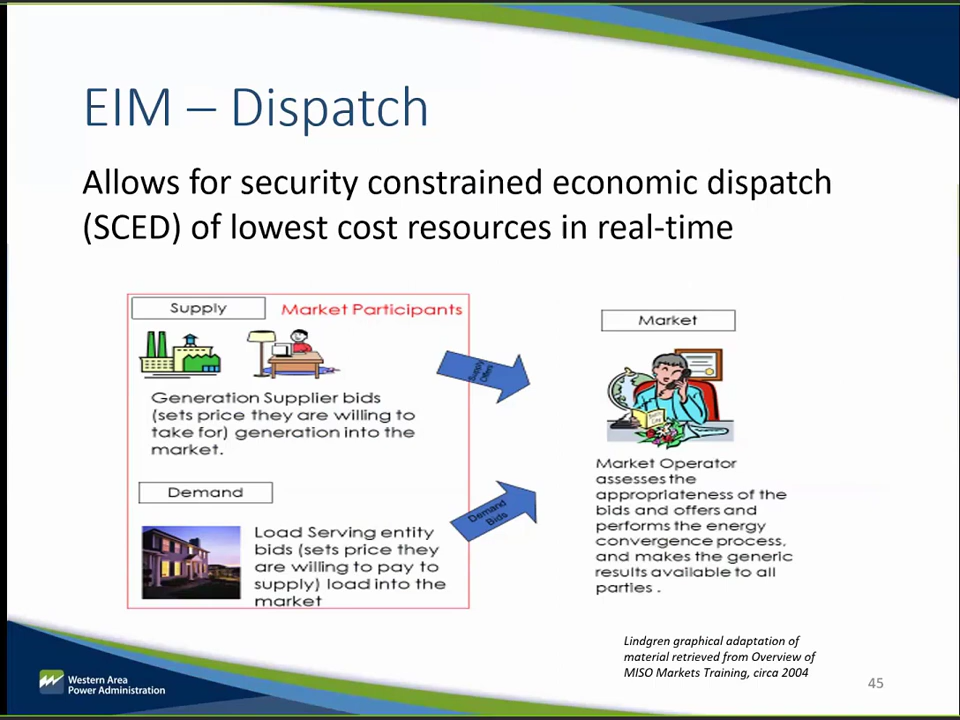 EIM – Dispatch
Allows for security constrained economic dispatch
(SCED) of lowest cost resources in real-time
Supply
Market Participants
Generation Supplier bids
(sets price they are willing to
take for) generation into the
market.
Supply
Offers
Demand
Load Serving entity
bids (sets price they
are willing to pay to
supply) load into the
market
Demand
Bids
Market
Market Operator
assesses the
appropriateness of the
bids and offers and
performs the energy
convergence process,
and makes the generic
results available to all
parties .
Lindgren graphical adaptation of
material retrieved from Overview of
MISO Markets Training, circa 2004
Western Area
Power Administration
45